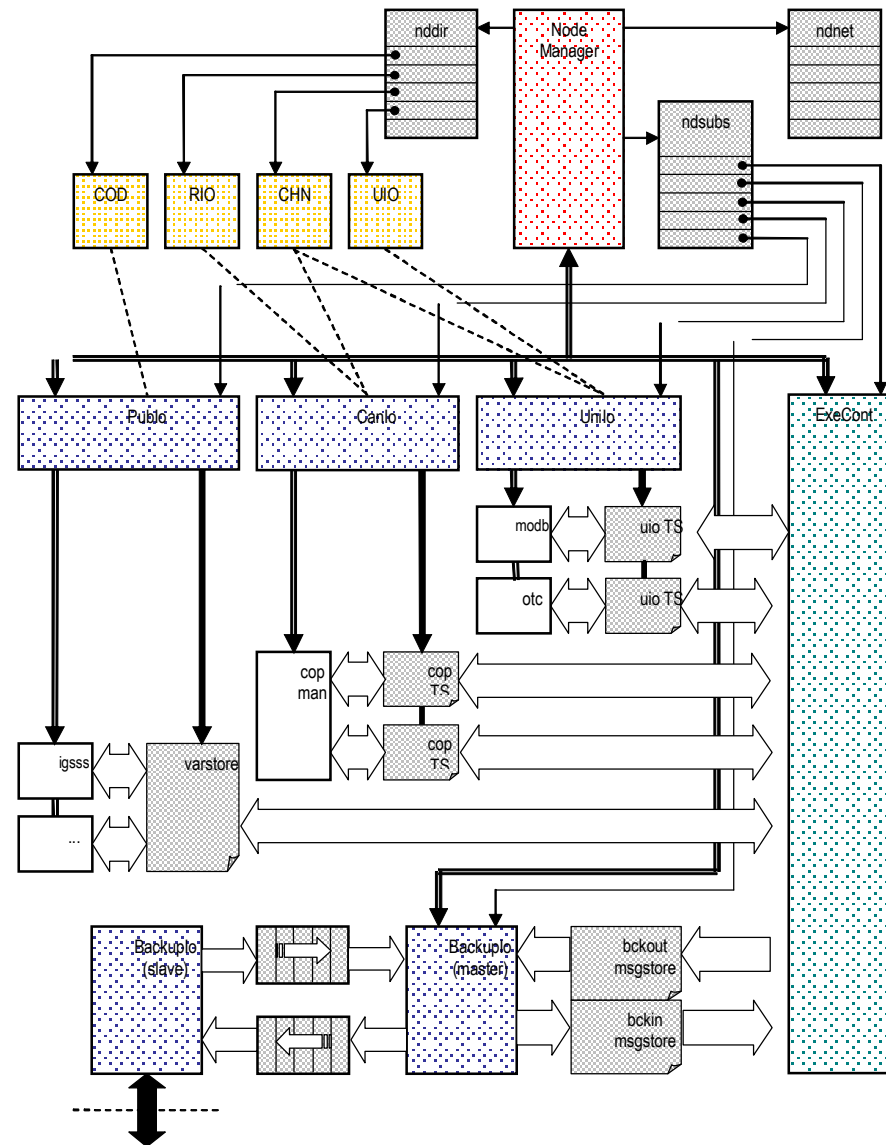 nddir
Node
Manager
ndnet
ndsubs
COD
RIO
CHN
UIO
PubIo
CanIo
UniIo
ExeCont
modb
uio TS
otc
uio TS
cop
man
cop
TS
cop
TS
igsss
varstore
...
BackupIo
(slave)
BackupIo
(master)
bckout
msgstore
bckin
msgstore